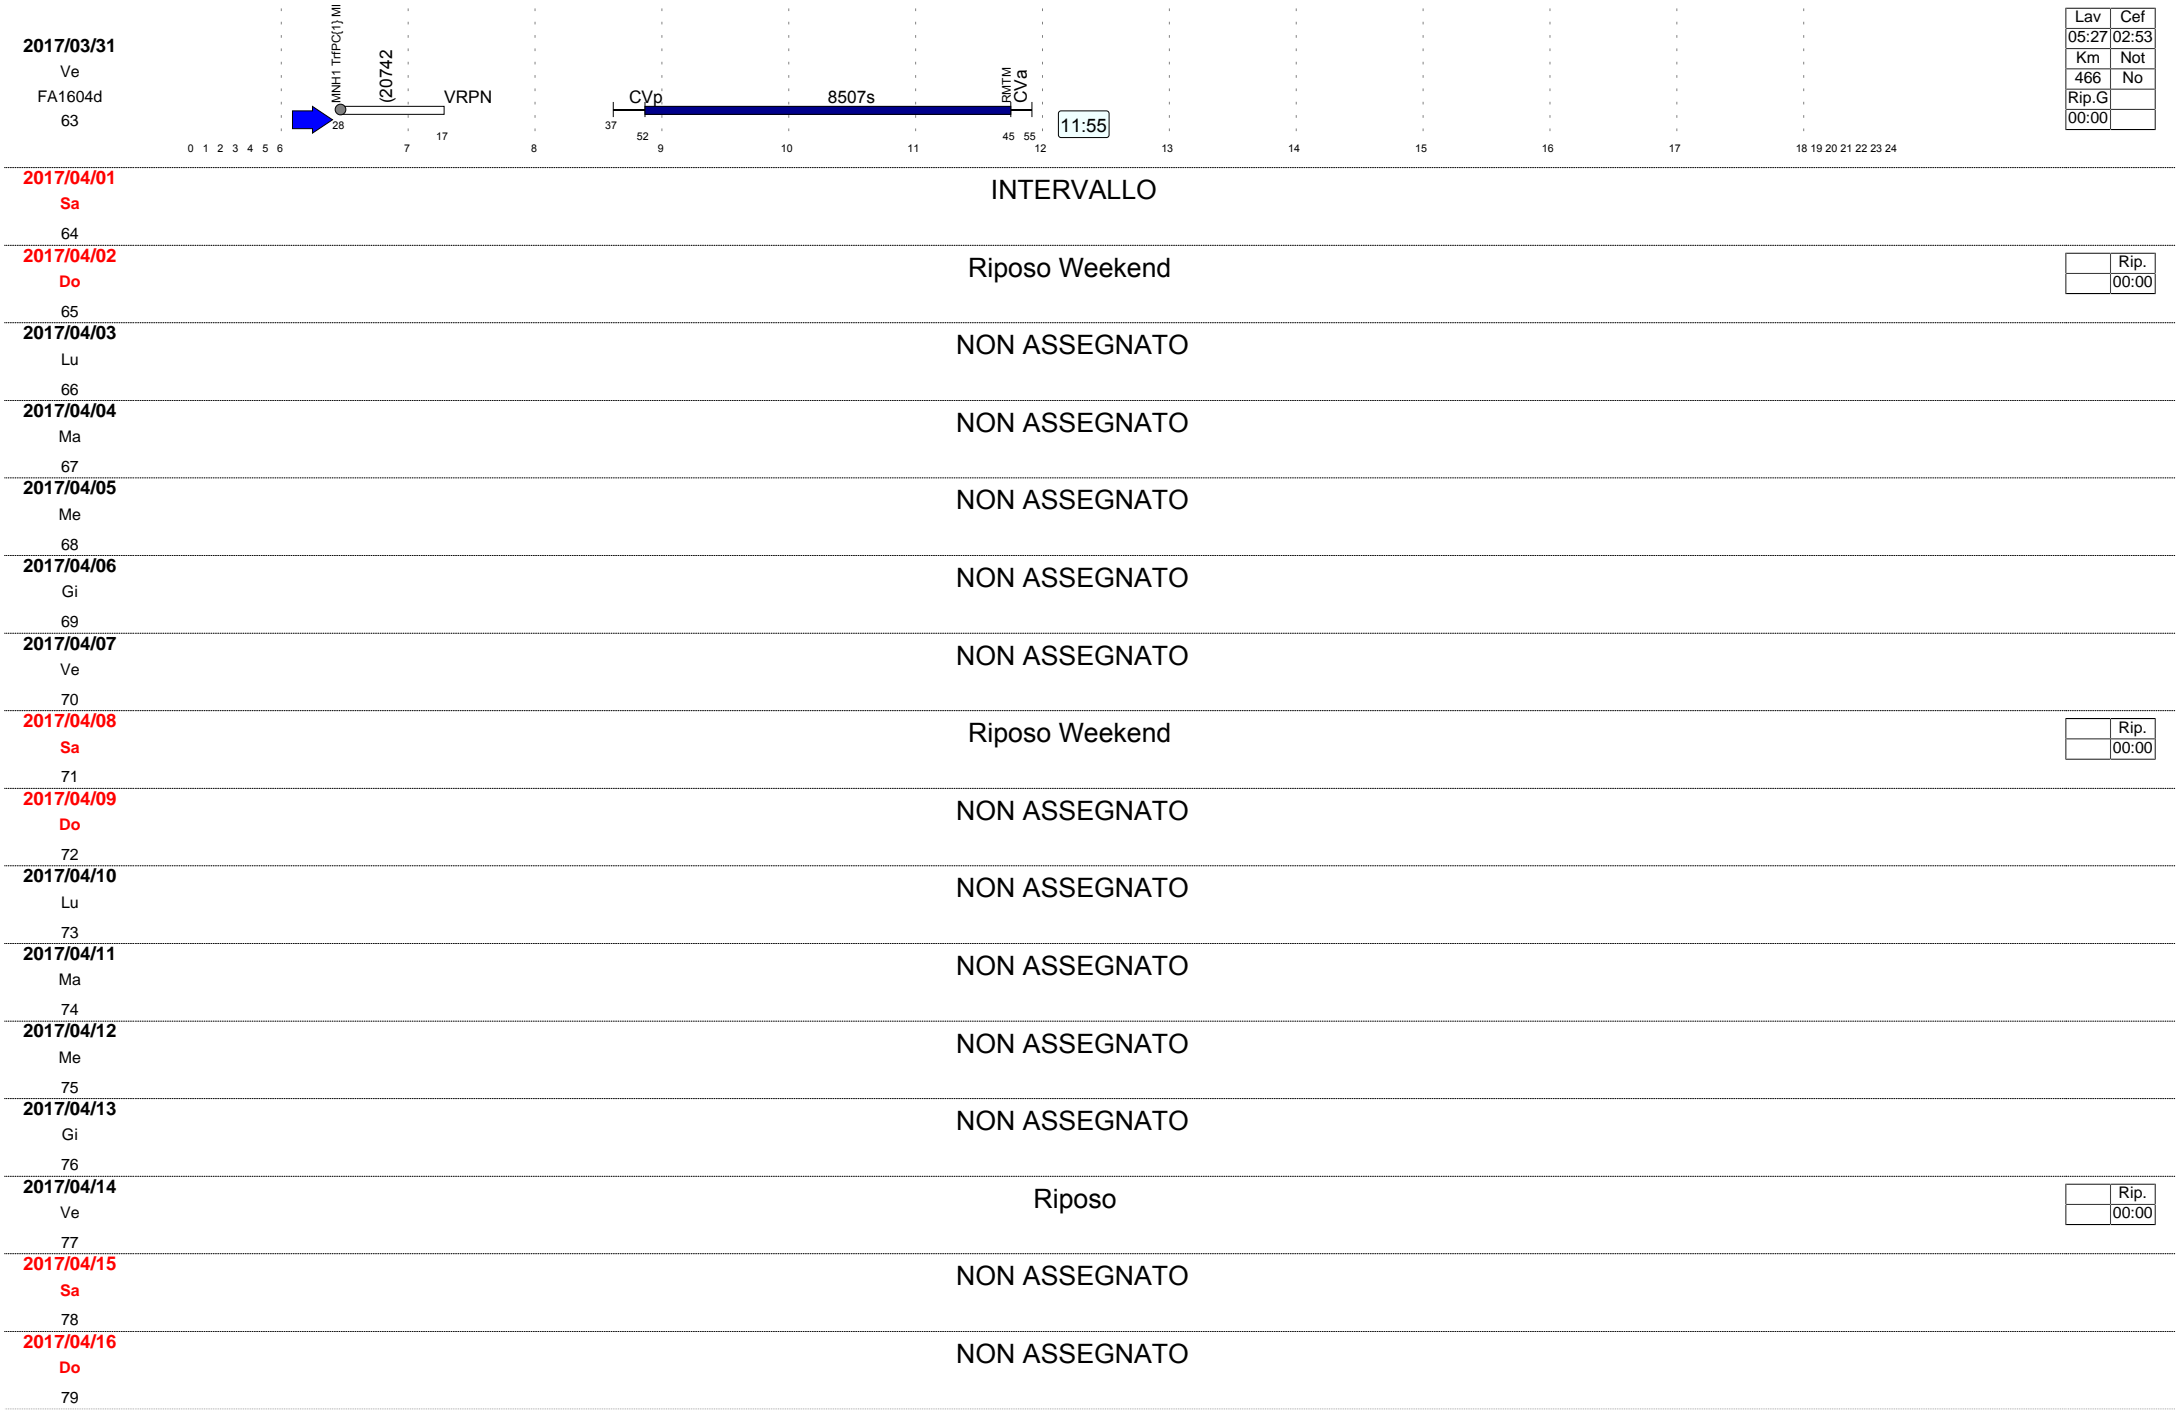 2017/03/31
Ve
FA1604d
63
MNH1 TrfPC{1} MI
(20742
VRPN
28
17
CVp
8507s
RMTM
CVa
37
52
45
55
11:55
0 1 2 3 4 5 6 7 8 9 10 11 12 13 14 15 16 17 18 19 20 21 22 23 24
Lav Cef
05:27 02:53
Km Not
466 No
Rip.G
00:00
2017/04/01
Sa
64
INTERVALLO
2017/04/02
Do
65
Riposo Weekend
Rip.
00:00
2017/04/03
Lu
66
NON ASSEGNATO
2017/04/04
Ma
67
NON ASSEGNATO
2017/04/05
Me
68
NON ASSEGNATO
2017/04/06
Gi
69
NON ASSEGNATO
2017/04/07
Ve
70
NON ASSEGNATO
2017/04/08
Sa
71
Riposo Weekend
Rip.
00:00
2017/04/09
Do
72
NON ASSEGNATO
2017/04/10
Lu
73
NON ASSEGNATO
2017/04/11
Ma
74
NON ASSEGNATO
2017/04/12
Me
75
NON ASSEGNATO
2017/04/13
Gi
76
NON ASSEGNATO
2017/04/14
Ve
77
Riposo
Rip.
00:00
2017/04/15
Sa
78
NON ASSEGNATO
2017/04/16
Do
79
NON ASSEGNATO